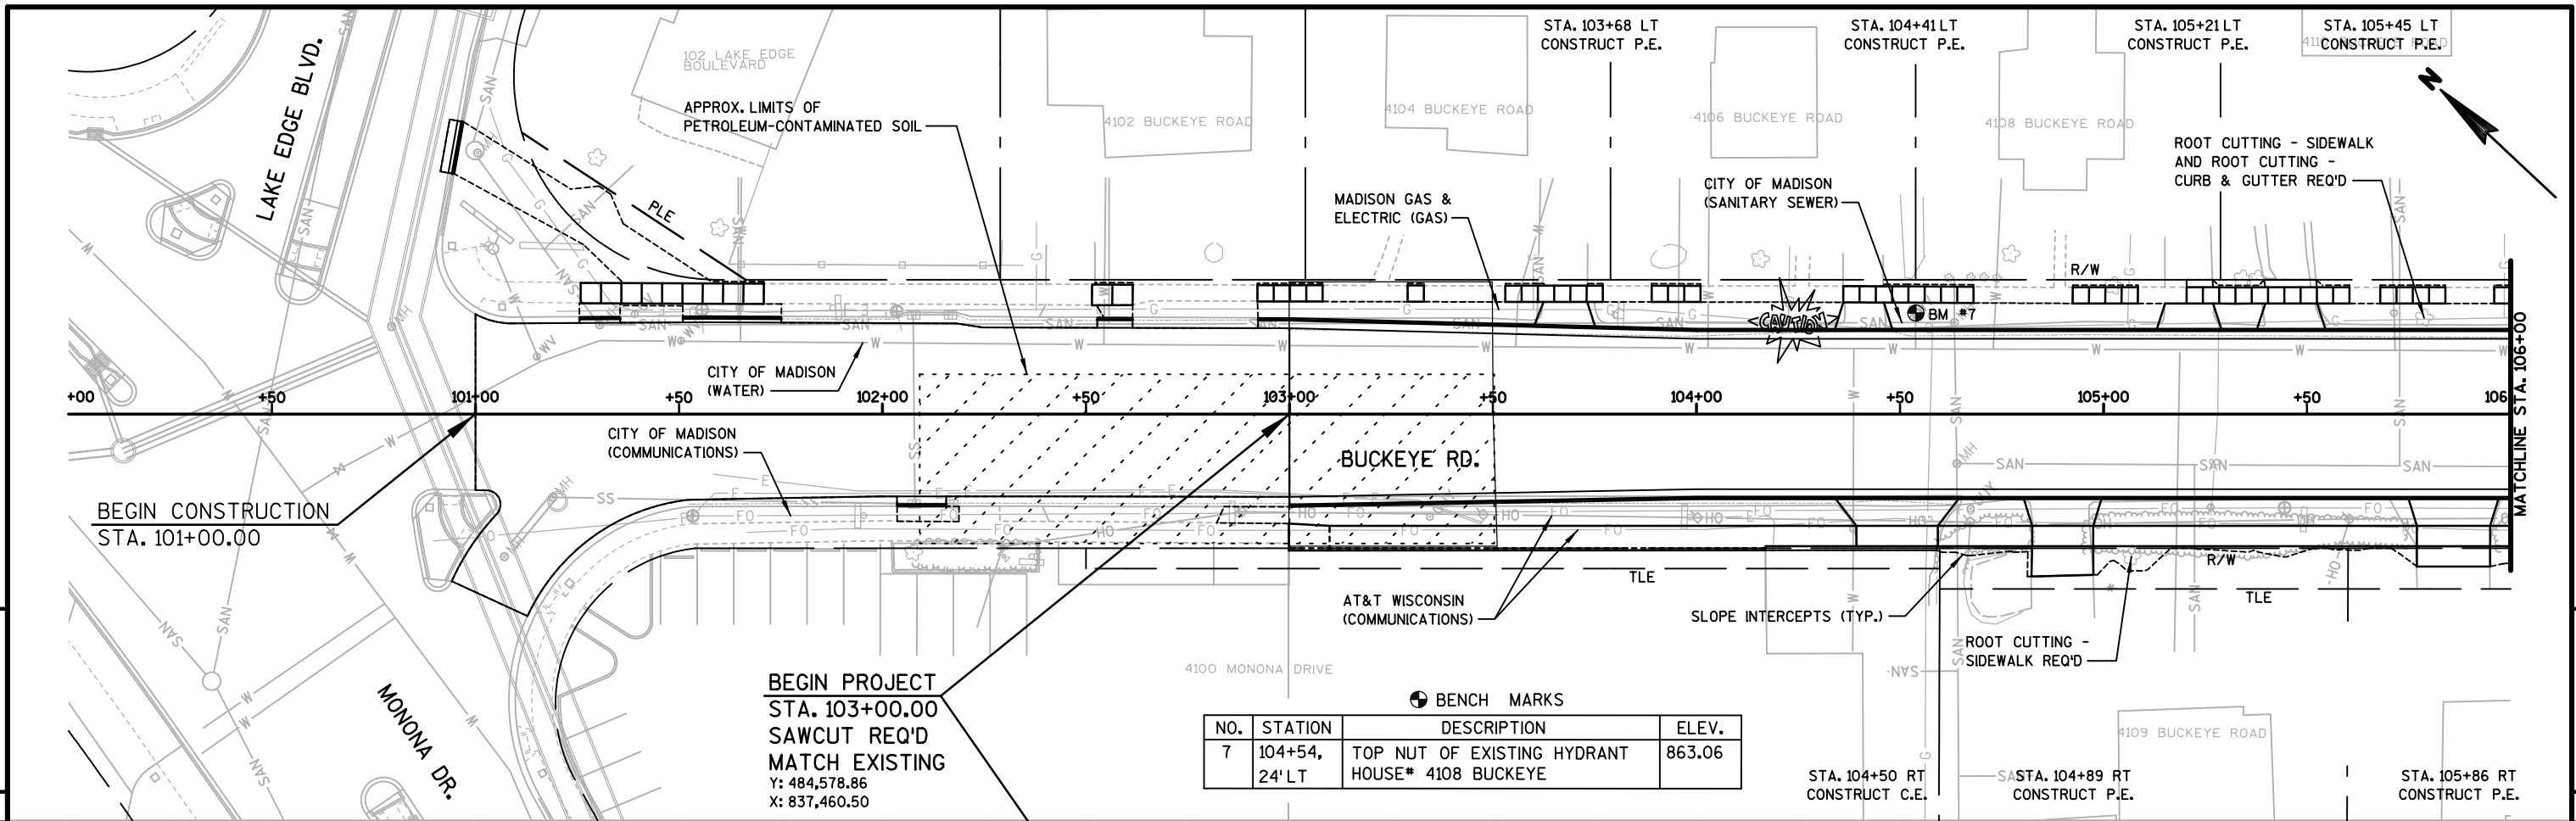 STA. 103+68 LT
CONSTRUCT P.E.
STA. 104+41 LT
CONSTRUCT P.E.
STA. 105+21 LT
CONSTRUCT P.E.
STA. 105+45 LT
CONSTRUCT P.E.
N
LAKE EDGE BLVD.
102 LAKE EDGE
BOULEVARD
4102 BUCKEYE ROAD
4104 BUCKEYE ROAD
4106 BUCKEYE ROAD
4108 BUCKEYE ROAD
APPROX. LIMITS OF
PETROLEUM-CONTAMINATED SOIL
PLE
MADISON GAS &
ELECTRIC (GAS)
CITY OF MADISON
(SANITARY SEWER)
ROOT CUTTING - SIDEWALK
AND ROOT CUTTING -
CURB & GUTTER REQ'D
R/W
CAUTION
BM #7
CITY OF MADISON
(WATER)
+00
+50
101+00
+50
102+00
+50
103+00
+50
104+00
+50
105+00
+50
106
MATCHLINE STA. 106+00
CITY OF MADISON
(COMMUNICATIONS)
BUCKEYE RD.
BEGIN CONSTRUCTION
STA. 101+00.00
TLE
R/W
TLE
AT&T WISCONSIN
(COMMUNICATIONS)
SLOPE INTERCEPTS (TYP.)
ROOT CUTTING -
SIDEWALK REQ'D
MONONA DR.
BEGIN PROJECT
STA. 103+00.00
SAWCUT REQ'D
MATCH EXISTING
Y: 484,578.86
X: 837,460.50
4100 MONONA DRIVE
4109 BUCKEYE ROAD
BENCH MARKS
NO. STATION DESCRIPTION ELEV.
7 104+54, TOP NUT OF EXISTING HYDRANT 863.06
24' LT HOUSE# 4108 BUCKEYE
STA. 104+50 RT
CONSTRUCT C.E.
STA. 104+89 RT
CONSTRUCT P.E.
STA. 105+86 RT
CONSTRUCT P.E.